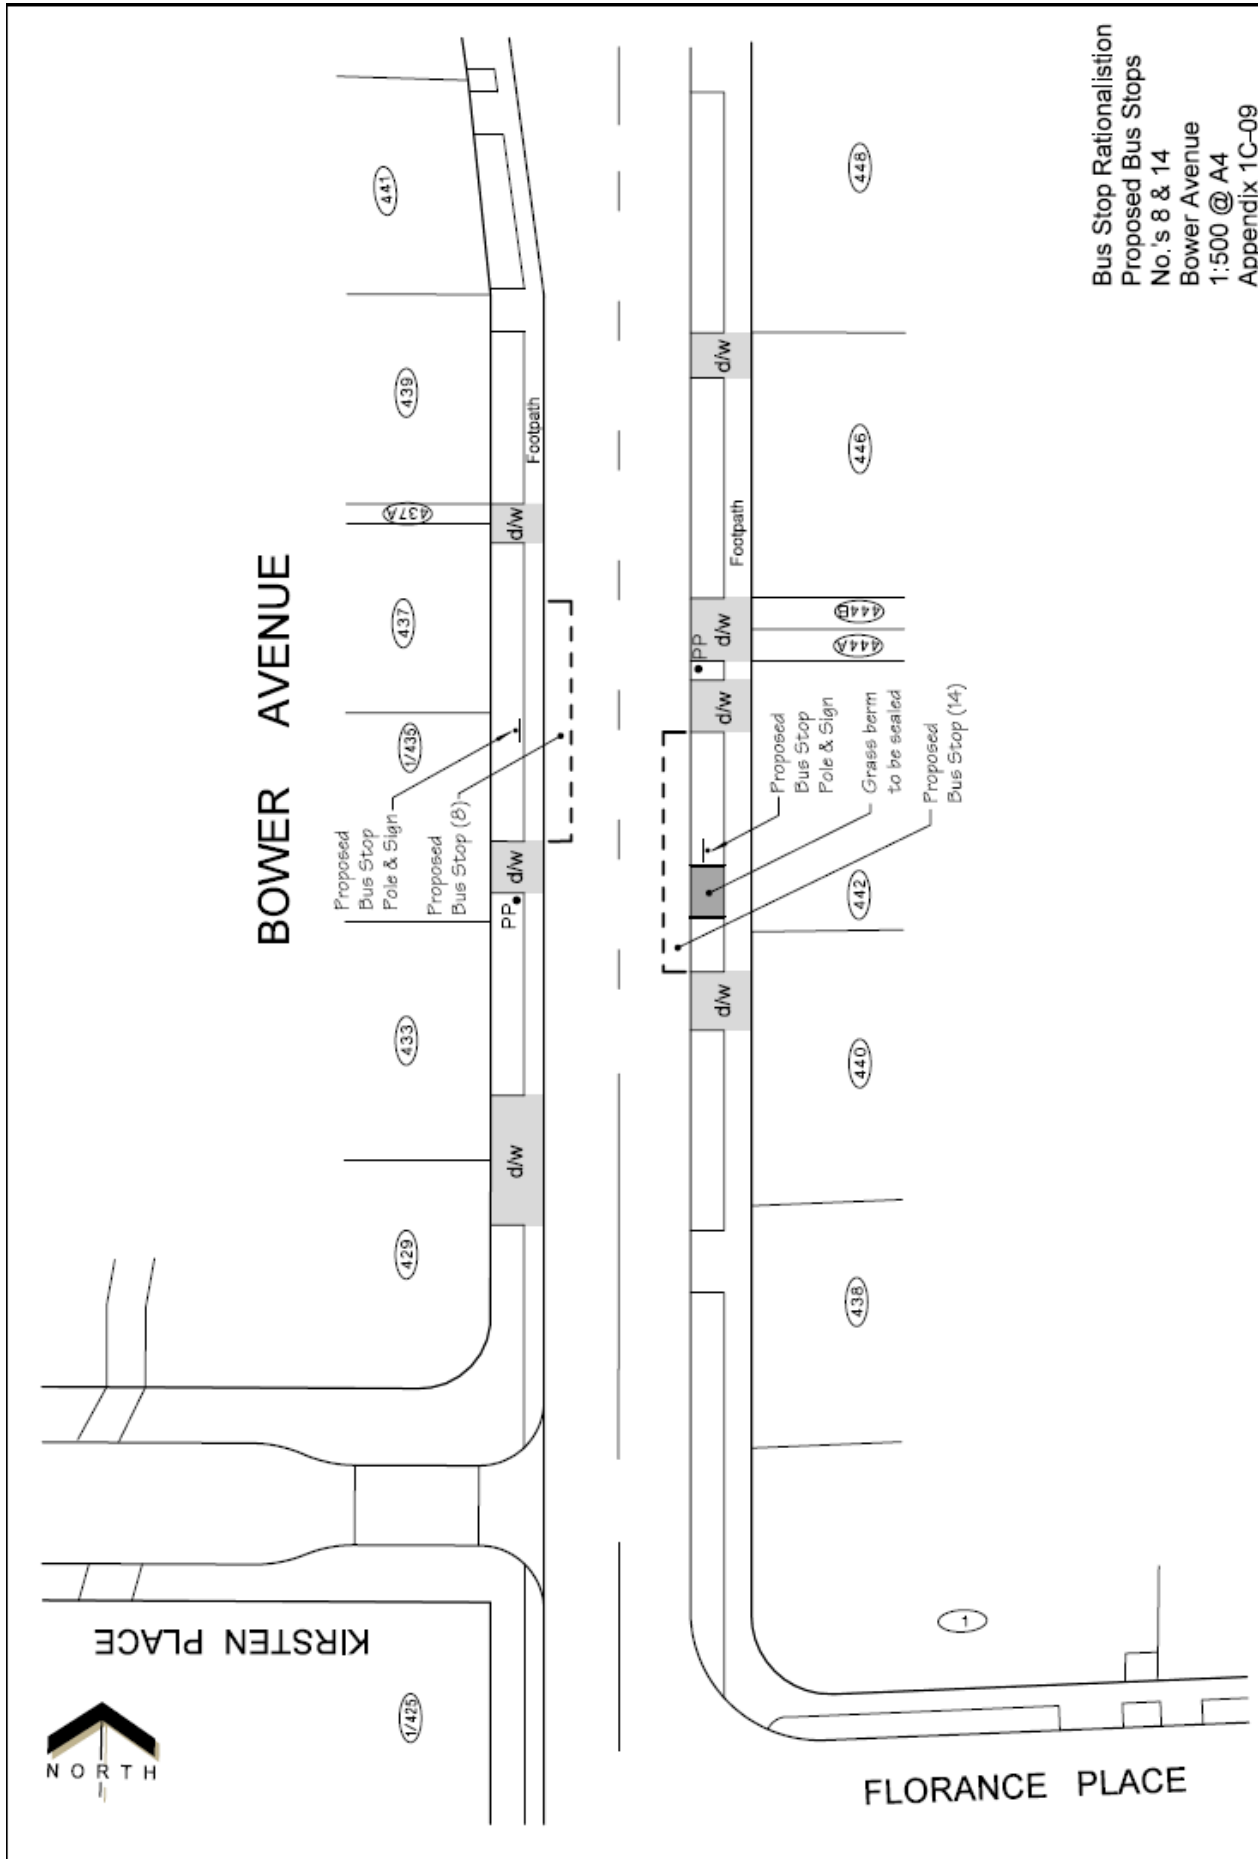 Bus Stop Rationalistion
Proposed Bus Stops
No.'s 8 & 14
Bower Avenue
1:500 @ A4
Appendix 1C-09
BOWER AVENUE
441
439
437A
437
1/435
433
429
1/425
Footpath
d/w
d/w
d/w
PP
Proposed
Bus Stop
Pole & Sign
Proposed
Bus Stop (8)
448
446
444B
444A
442
440
438
1
Footpath
d/w
d/w
d/w
d/w
PP
Proposed
Bus Stop
Pole & Sign
Grass berm
to be sealed
Proposed
Bus Stop (14)
KIRSTEN PLACE
FLORANCE PLACE
NORTH